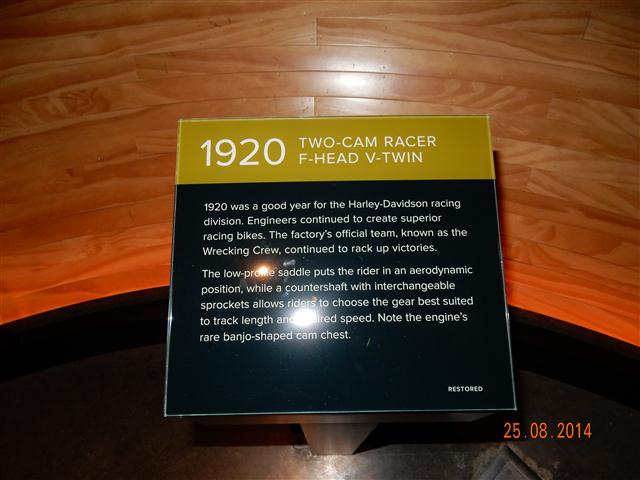 1920 TWO-CAM RACER
F-HEAD V-TWIN
1920 was a good year for the Harley-Davidson racing
division. Engineers continued to create superior
racing bikes. The factory's official team, known as the
Wrecking Crew, continued to rack up victories.
The low-profile saddle puts the rider in an aerodynamic
position, while a countershaft with interchangeable
sprockets allows riders to choose the gear best suited
to track length and speed. Note the engine's
rare banjo-shaped cam chest.
RESTORED
25.08.2014